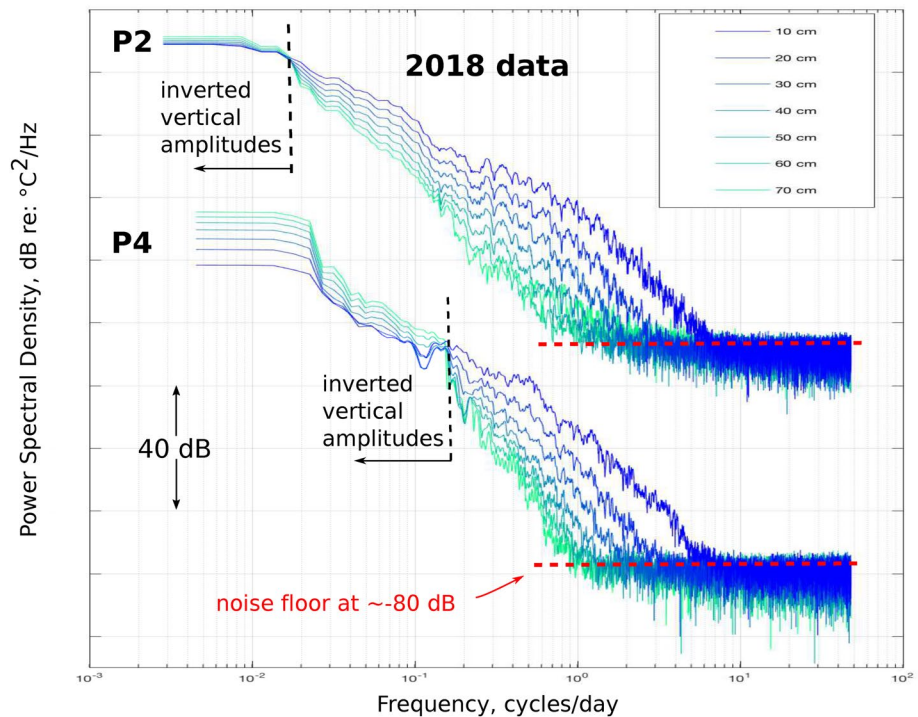 P2
2018 data
10 cm
20 cm
30 cm
40 cm
50 cm
60 cm
70 cm
inverted
vertical
amplitudes
P4
inverted
vertical
amplitudes
40 dB
noise floor at ~-80 dB
Power Spectral Density, dB re: °C²/Hz
10⁻³
10⁻²
10⁻¹
10⁰
10¹
10²
Frequency, cycles/day